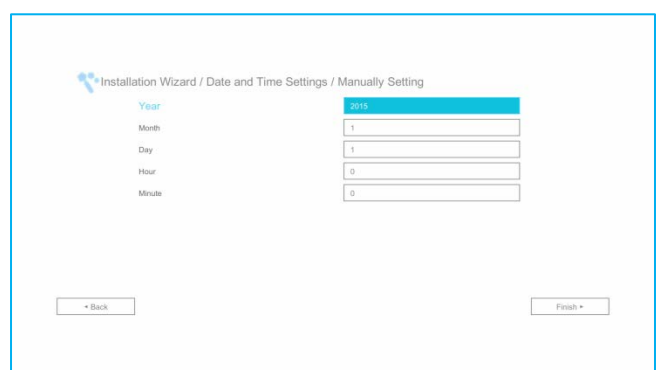 Installation Wizard / Date and Time Settings / Manually Setting
Year 2015
Month 1
Day 1
Hour 0
Minute 0
◂ Back Finish ▸